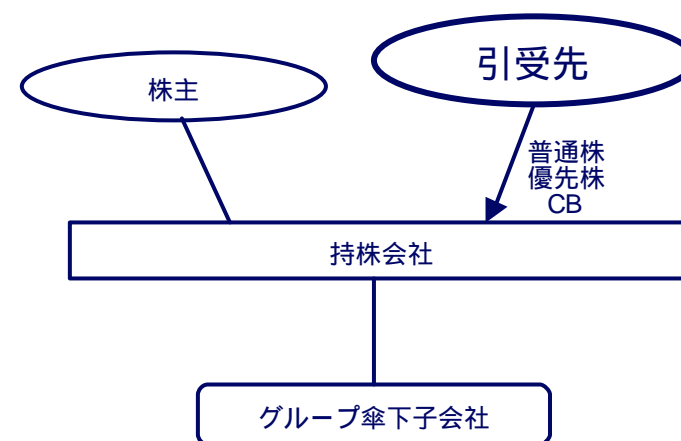 引受先
株主
普通株
優先株
CB
持株会社
グループ傘下子会社